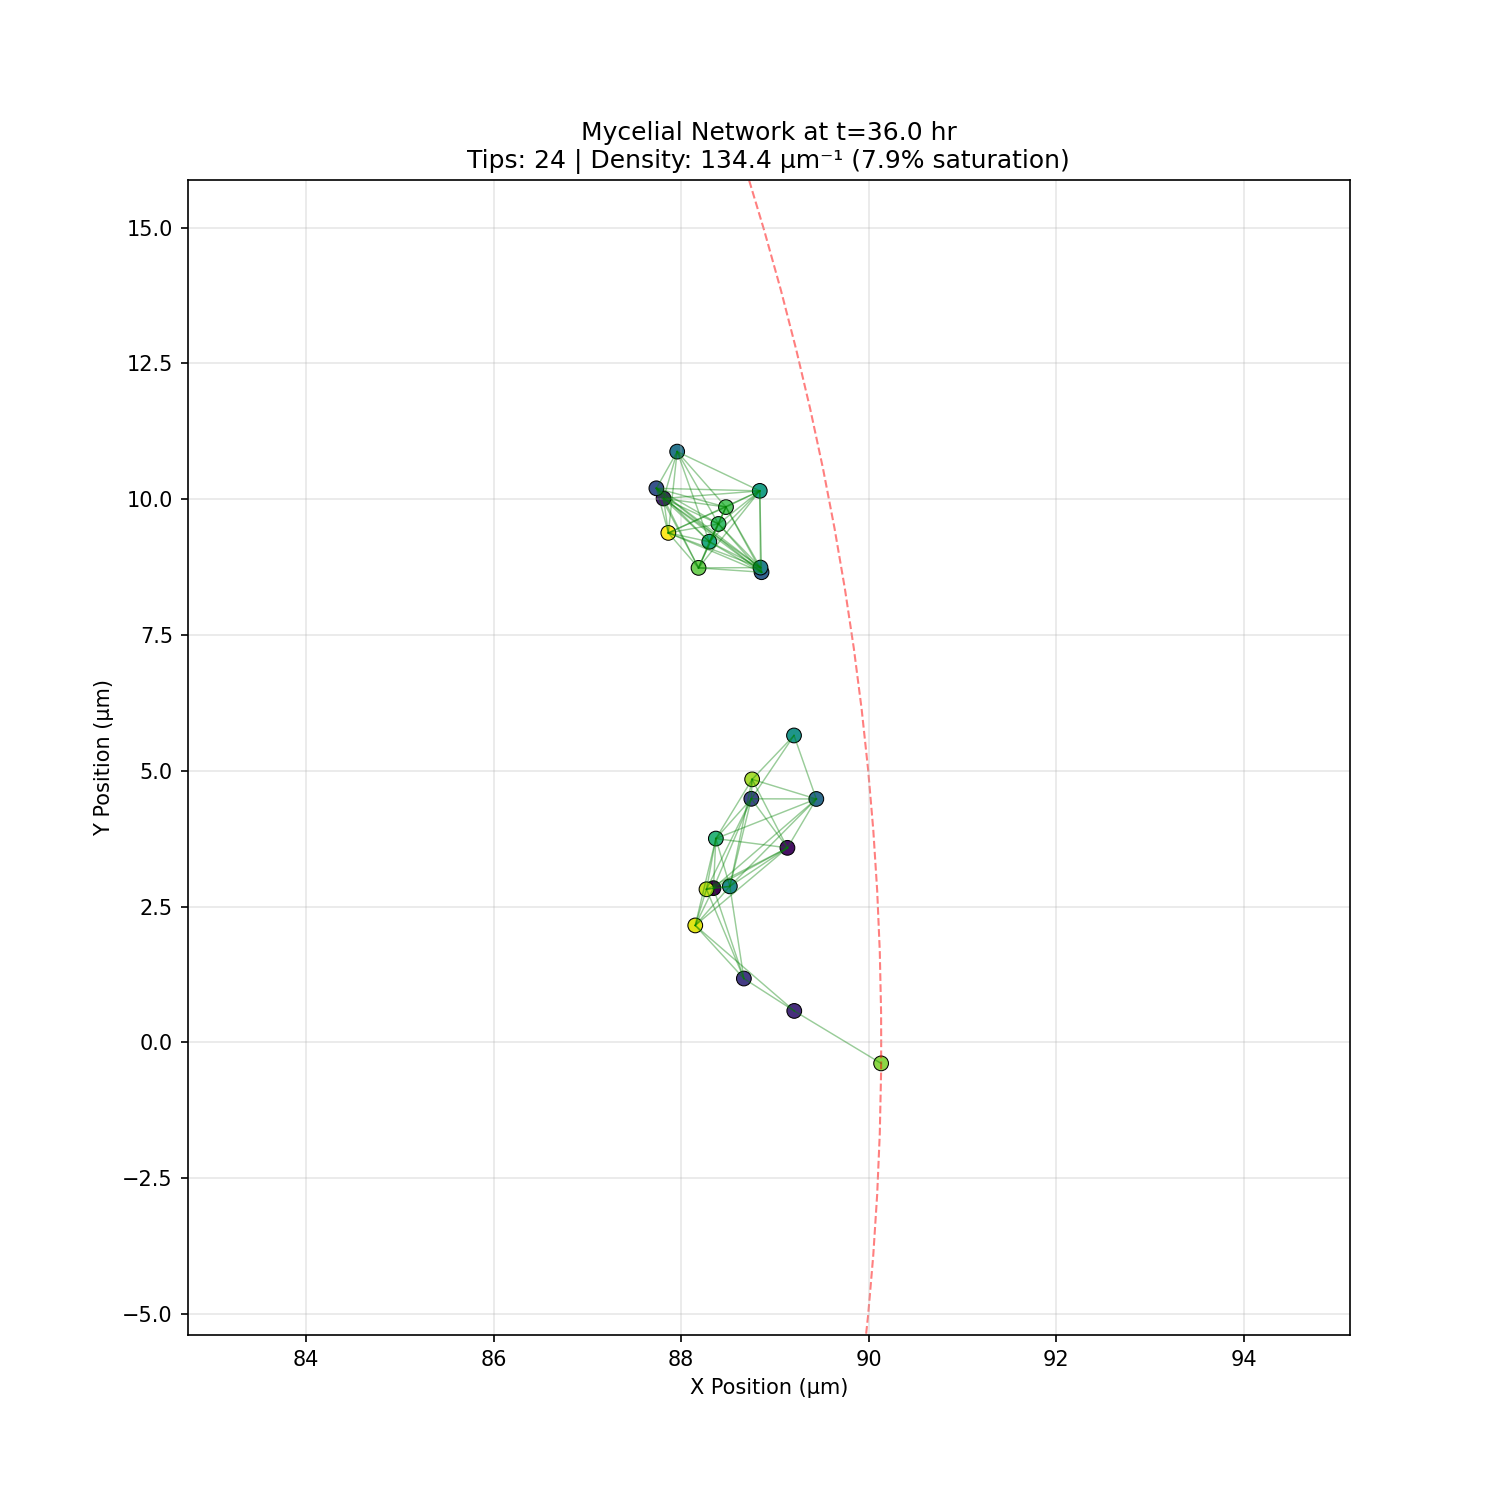 Mycelial Network at t=36.0 hr
Tips: 24 | Density: 134.4 µm⁻¹ (7.9% saturation)
15.0
12.5
10.0
7.5
5.0
2.5
0.0
−2.5
−5.0
Y Position (µm)
84 86 88 90 92 94
X Position (µm)